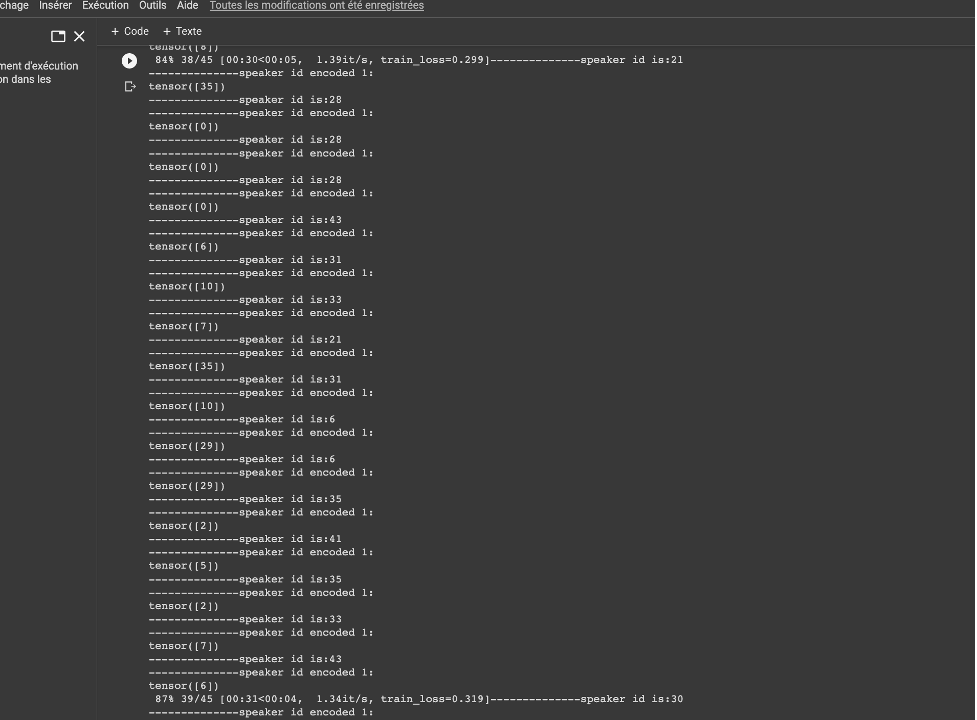 chage Insérer Exécution Outils Aide Toutes les modifications ont été enregistrées
+ Code + Texte
ment d'exécution
on dans les
tensor([8])
84% 38/45 [00:30<00:05, 1.39it/s, train_loss=0.299]--------------speaker id is:21
--------------speaker id encoded 1:
tensor([35])
--------------speaker id is:28
--------------speaker id encoded 1:
tensor([0])
--------------speaker id is:28
--------------speaker id encoded 1:
tensor([0])
--------------speaker id is:28
--------------speaker id encoded 1:
tensor([0])
--------------speaker id is:43
--------------speaker id encoded 1:
tensor([6])
--------------speaker id is:31
--------------speaker id encoded 1:
tensor([10])
--------------speaker id is:33
--------------speaker id encoded 1:
tensor([7])
--------------speaker id is:21
--------------speaker id encoded 1:
tensor([35])
--------------speaker id is:31
--------------speaker id encoded 1:
tensor([10])
--------------speaker id is:6
--------------speaker id encoded 1:
tensor([29])
--------------speaker id is:6
--------------speaker id encoded 1:
tensor([29])
--------------speaker id is:35
--------------speaker id encoded 1:
tensor([2])
--------------speaker id is:41
--------------speaker id encoded 1:
tensor([5])
--------------speaker id is:35
--------------speaker id encoded 1:
tensor([2])
--------------speaker id is:33
--------------speaker id encoded 1:
tensor([7])
--------------speaker id is:43
--------------speaker id encoded 1:
tensor([6])
87% 39/45 [00:31<00:04, 1.34it/s, train_loss=0.319]--------------speaker id is:30
--------------speaker id encoded 1: